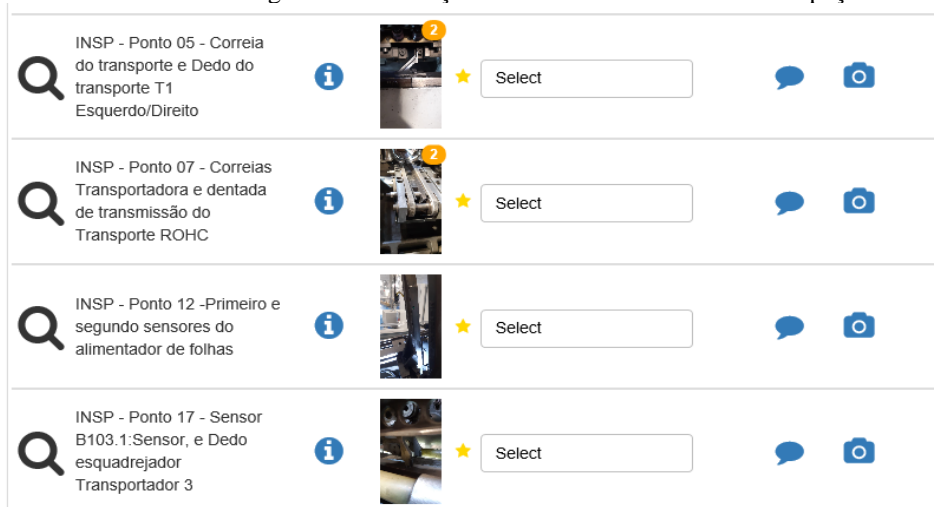 INSP - Ponto 05 - Correia
do transporte e Dedo do
transporte T1
Esquerdo/Direito
2
Select
INSP - Ponto 07 - Correias
Transportadora e dentada
de transmissão do
Transporte ROHC
2
Select
INSP - Ponto 12 -Primeiro e
segundo sensores do
alimentador de folhas
Select
INSP - Ponto 17 - Sensor
B103.1:Sensor, e Dedo
esquadrejador
Transportador 3
Select